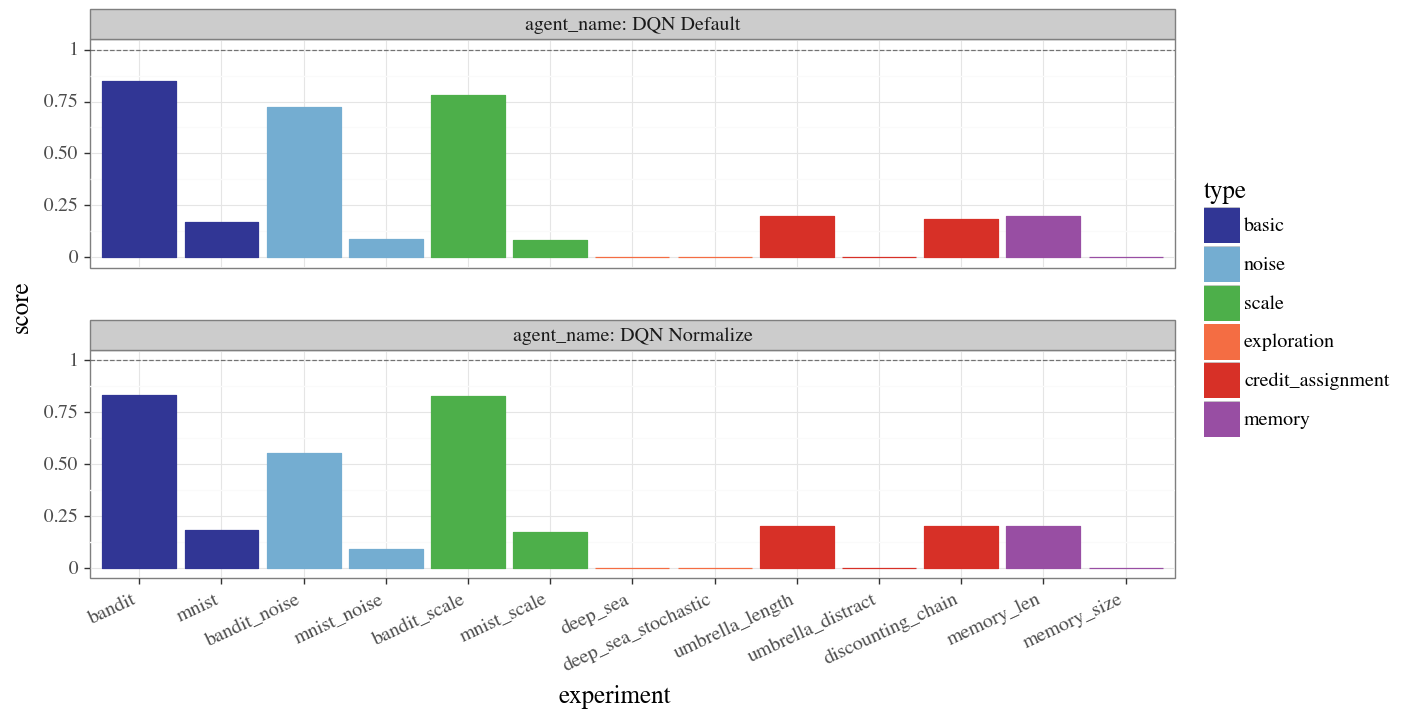 agent_name: DQN Default
1
0.75
0.50
0.25
0
agent_name: DQN Normalize
1
0.75
0.50
0.25
0
score
bandit
mnist
bandit_noise
mnist_noise
bandit_scale
mnist_scale
deep_sea
deep_sea_stochastic
umbrella_length
umbrella_distract
discounting_chain
memory_len
memory_size
experiment
type
basic
noise
scale
exploration
credit_assignment
memory